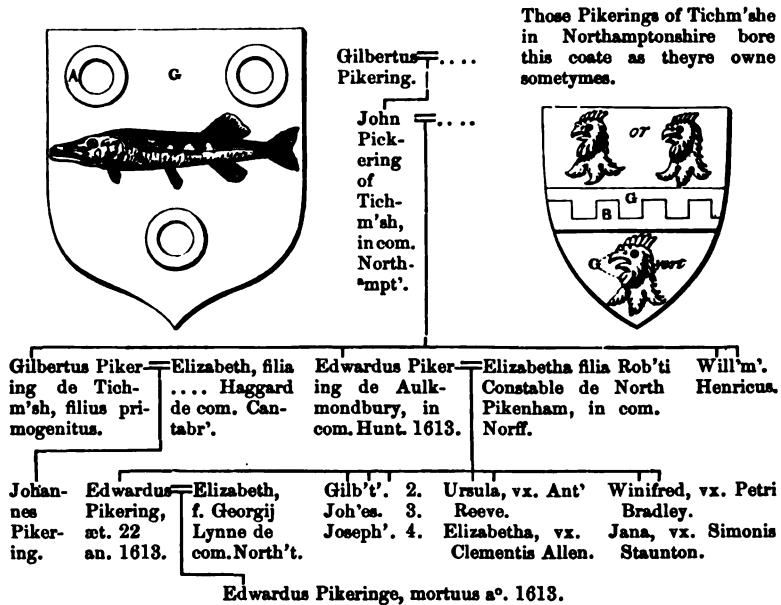 Those Pikerings of Tichm'she
in Northamptonshire bore
this coate as theyre owne
sometymes.
A
G
Gilbertus=....
Pikering.
John =....
Pick-
ering
of
Tich-
m'sh,
in com.
North-
ampt'.
or
G
B
G
vert
Gilbertus Piker-
ing de Tich-
m'sh, filius pri-
mogenitus.
=Elizabeth, filia
.... Haggard
de com. Can-
tabr'.
Edwardus Piker-
ing de Aulk-
mondbury, in
com. Hunt. 1613.
=Elizabetha filia Rob'ti
Constable de North
Pikenham, in com.
Norff.
Will'm'.
Henricus.
Johan-
nes
Piker-
ing.
Edwardus
Pikering,
æt. 22
an. 1613.
=Elizabeth,
f. Georgij
Lynne de
com. North't.
Gilb't'. 2.
Joh'es. 3.
Joseph'. 4.
Ursula, vx. Ant'
Reeve.
Elizabetha, vx.
Clementis Allen.
Winifred, vx. Petri
Bradley.
Jana, vx. Simonis
Staunton.
Edwardus Pikeringe, mortuus aº. 1613.